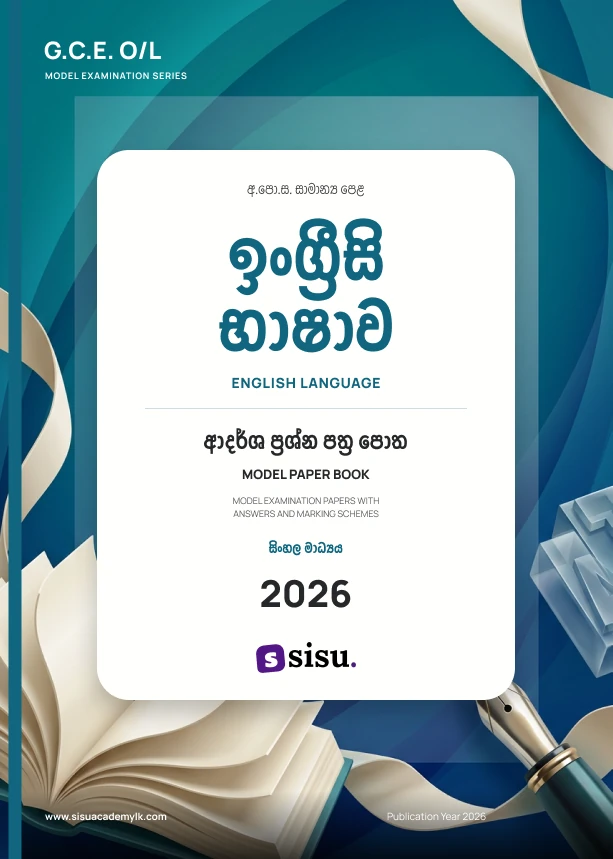 G.C.E. O/L
MODEL EXAMINATION SERIES
අ.පො.ස. සාමාන්‍ය පෙළ
ඉංග්‍රීසි
භාෂාව
ENGLISH LANGUAGE
ආදර්ශ ප්‍රශ්න පත්‍ර පොත
MODEL PAPER BOOK
MODEL EXAMINATION PAPERS WITH
ANSWERS AND MARKING SCHEMES
සිංහල මාධ්‍යය
2026
s sisu.
www.sisuacademylk.com
Publication Year 2026